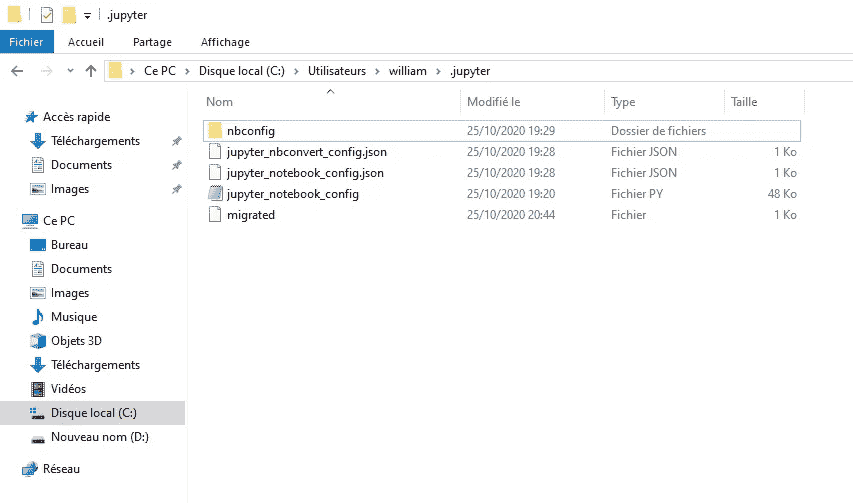 .jupyter
Fichier Accueil Partage Affichage
Ce PC Disque local (C:) Utilisateurs william .jupyter
Nom Modifié le Type Taille
Accès rapide
Téléchargements
Documents
Images
Ce PC
Bureau
Documents
Images
Musique
Objets 3D
Téléchargements
Vidéos
Disque local (C:)
Nouveau nom (D:)
Réseau
nbconfig 25/10/2020 19:29 Dossier de fichiers
jupyter_nbconvert_config.json 25/10/2020 19:28 Fichier JSON 1 Ko
jupyter_notebook_config.json 25/10/2020 19:28 Fichier JSON 1 Ko
jupyter_notebook_config 25/10/2020 19:20 Fichier PY 48 Ko
migrated 25/10/2020 20:44 Fichier 1 Ko